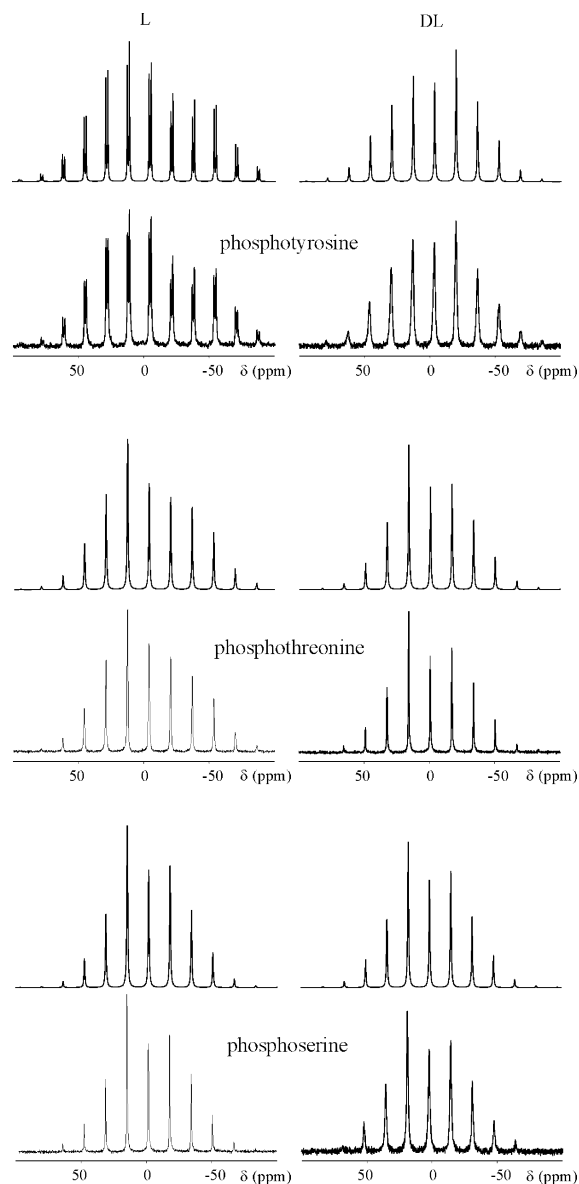 L DL
phosphotyrosine
50 0 -50 δ (ppm) 50 0 -50 δ (ppm)
phosphothreonine
50 0 -50 δ (ppm) 50 0 -50 δ (ppm)
phosphoserine
50 0 -50 δ (ppm) 50 0 -50 δ (ppm)